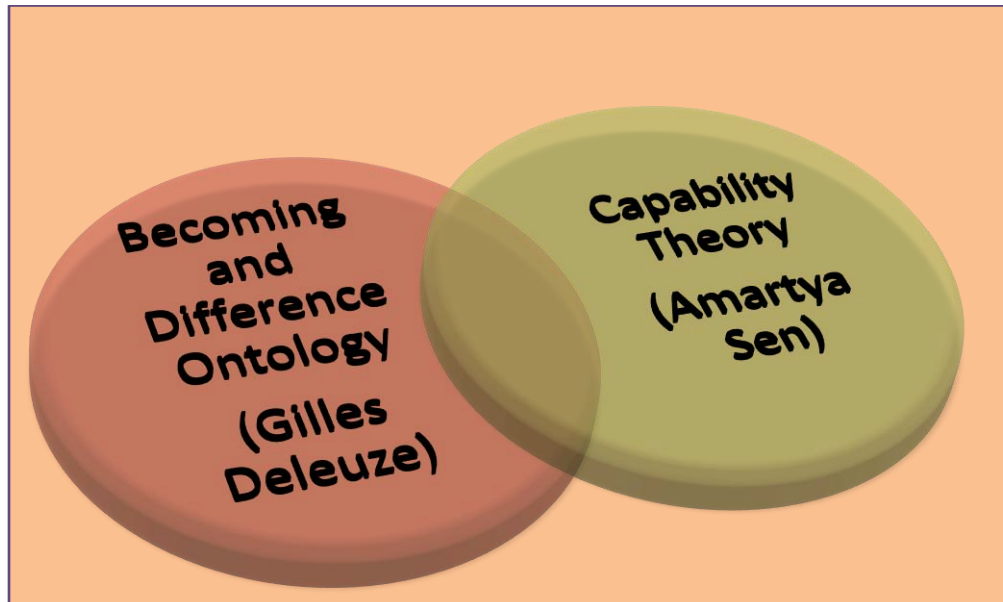 Becoming
and
Difference
Ontology
(Gilles
Deleuze)
Capability
Theory
(Amartya
Sen)